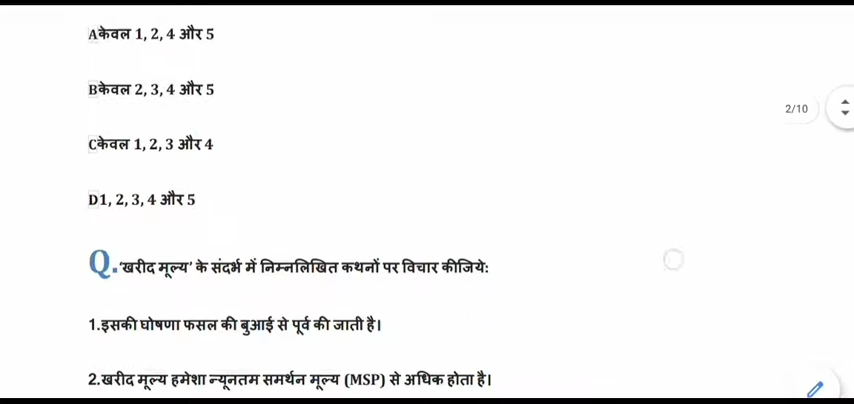 Aकेवल 1, 2, 4 और 5
Bकेवल 2, 3, 4 और 5
2/10
Cकेवल 1, 2, 3 और 4
D1, 2, 3, 4 और 5
Q.‘खरीद मूल्य’ के संदर्भ में निम्नलिखित कथनों पर विचार कीजिये:
1.इसकी घोषणा फसल की बुआई से पूर्व की जाती है।
2.खरीद मूल्य हमेशा न्यूनतम समर्थन मूल्य (MSP) से अधिक होता है।